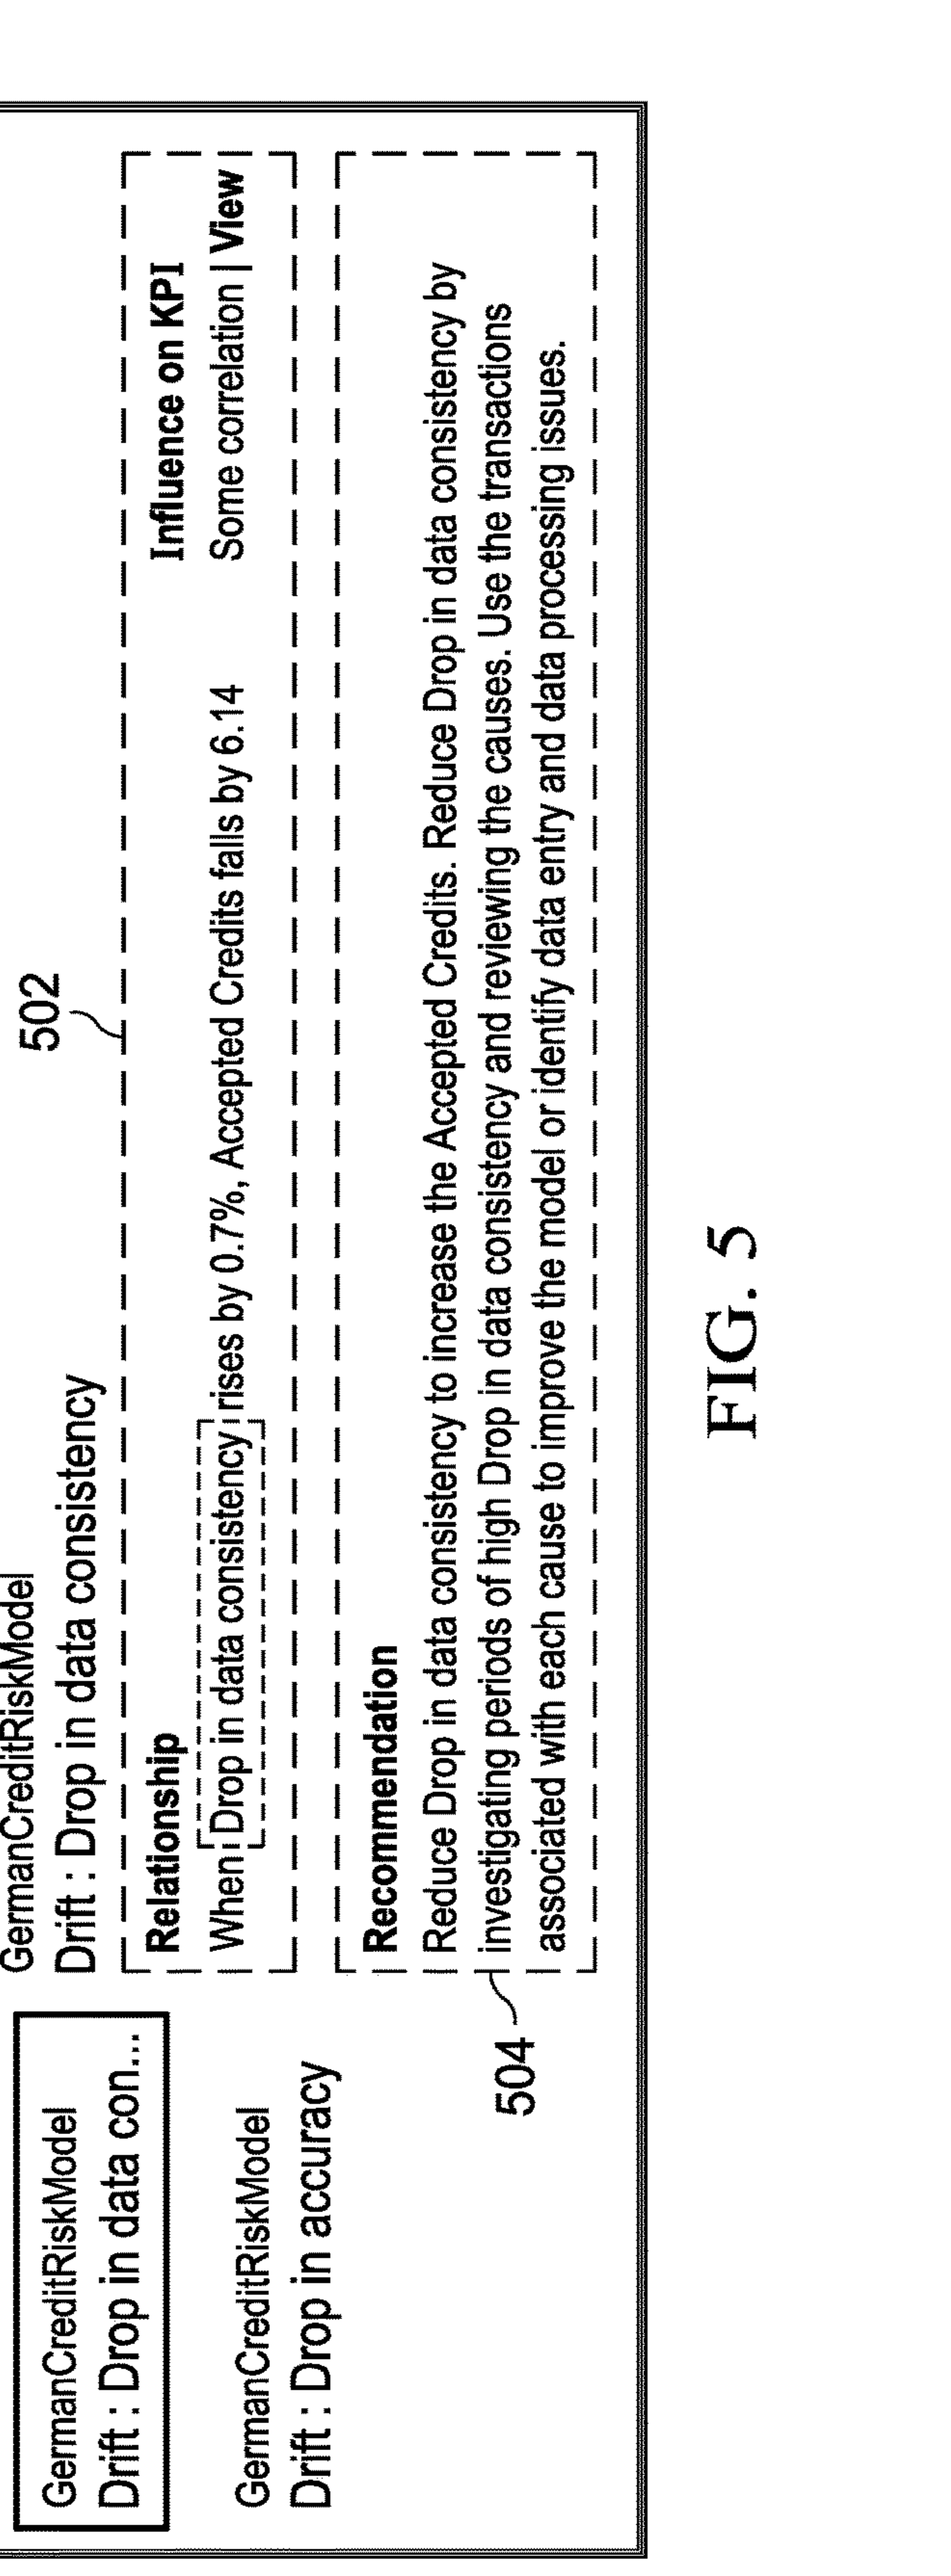 GermanCreditRiskModel
Drift : Drop in data con...
GermanCreditRiskModel
Drift : Drop in accuracy
GermanCreditRiskModel
Drift : Drop in data consistency
502
Relationship
Influence on KPI
When Drop in data consistency rises by 0.7%, Accepted Credits falls by 6.14
Some correlation | View
504
Recommendation
Reduce Drop in data consistency to increase the Accepted Credits. Reduce Drop in data consistency by
investigating periods of high Drop in data consistency and reviewing the causes. Use the transactions
associated with each cause to improve the model or identify data entry and data processing issues.
FIG. 5